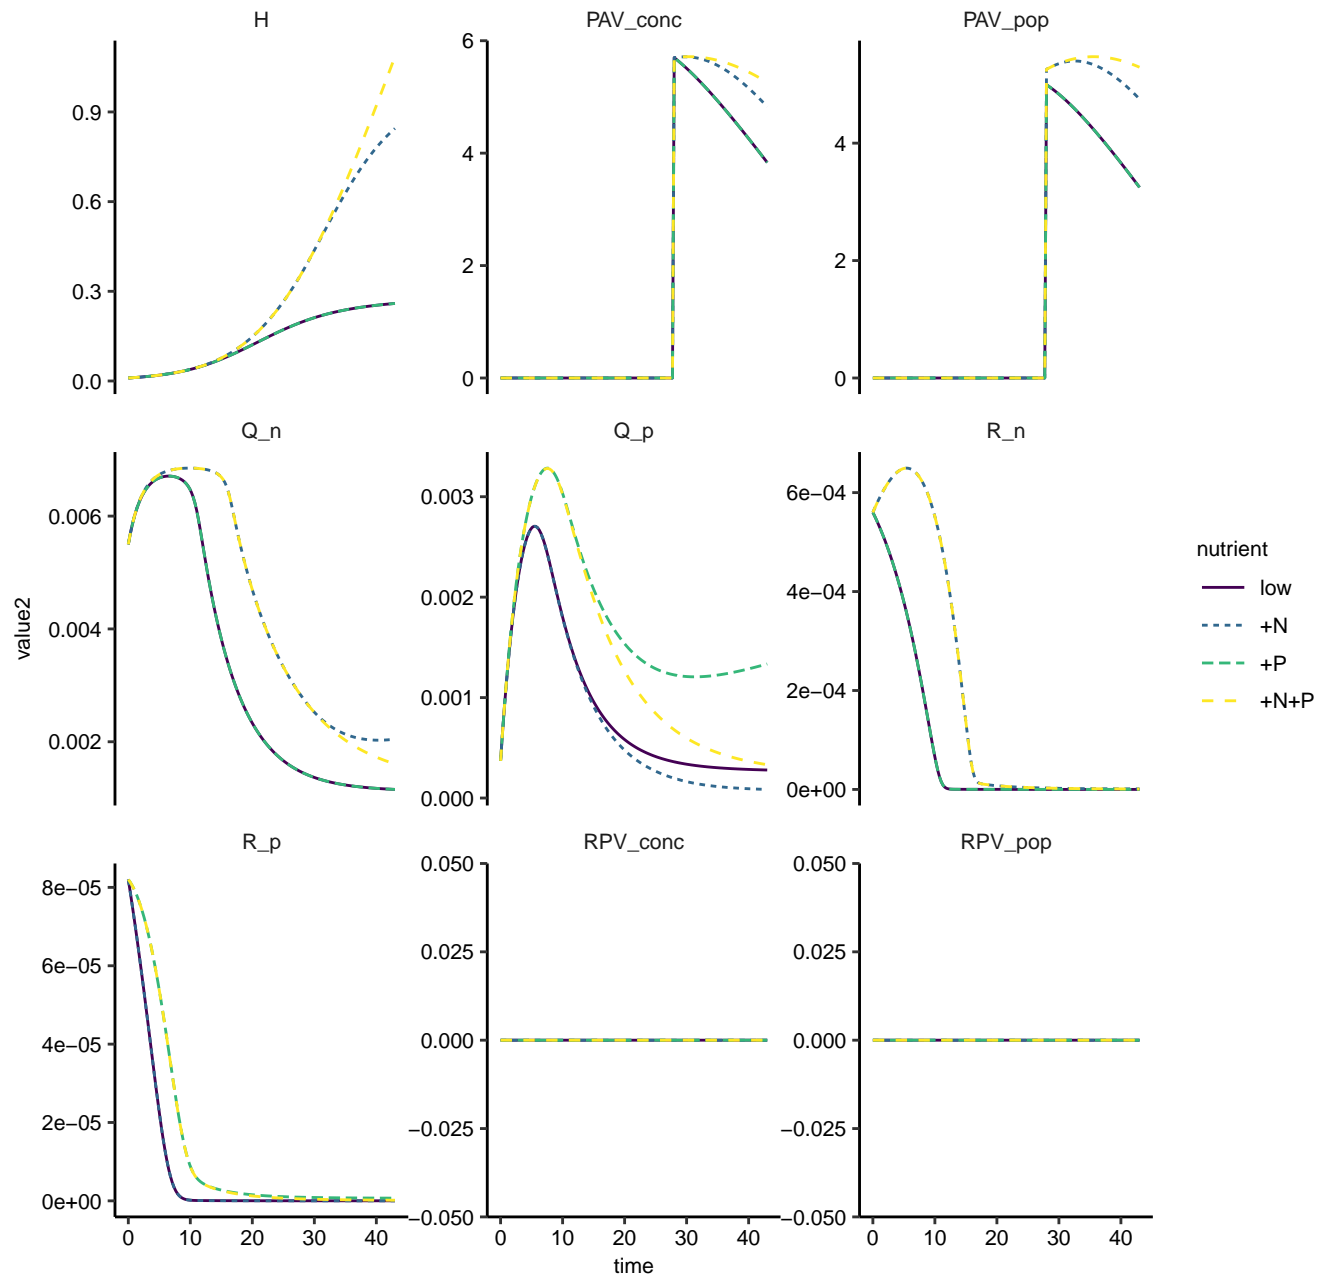 H
PAV_conc
PAV_pop
0.9
0.6
0.3
0.0
6
4
2
0
4
2
0
Q_n
Q_p
R_n
0.006
0.004
0.002
0.003
0.002
0.001
0.000
6e−04
4e−04
2e−04
0e+00
R_p
RPV_conc
RPV_pop
8e−05
6e−05
4e−05
2e−05
0e+00
0.050
0.025
0.000
−0.025
−0.050
0.050
0.025
0.000
−0.025
−0.050
0 10 20 30 40
0 10 20 30 40
0 10 20 30 40
time
value2
nutrient
low
+N
+P
+N+P